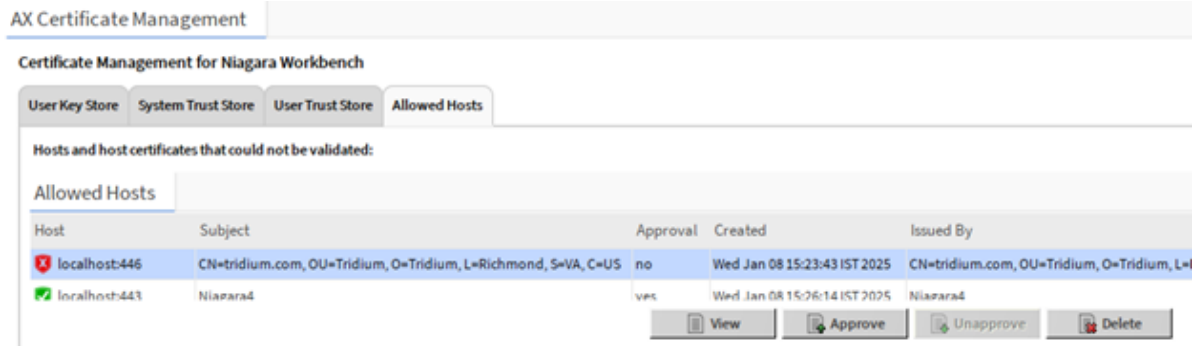 AX Certificate Management
Certificate Management for Niagara Workbench
User Key Store System Trust Store User Trust Store Allowed Hosts
Hosts and host certificates that could not be validated:
Allowed Hosts
Host Subject Approval Created Issued By
localhost:446 CN=tridium.com, OU=Tridium, O=Tridium, L=Richmond, S=VA, C=US no Wed Jan 08 15:23:43 IST 2025 CN=tridium.com, OU=Tridium, O=Tridium, L=
localhost:443 Niagara4 yes Wed Jan 08 15:26:14 IST 2025 Niagara4
View Approve Unapprove Delete